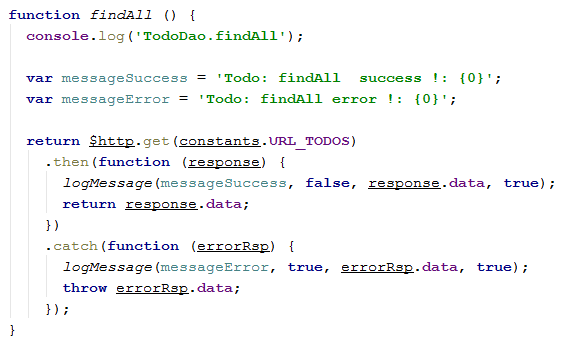 function findAll () {
  console.log('TodoDao.findAll');

  var messageSuccess = 'Todo: findAll  success !: {0}';
  var messageError = 'Todo: findAll error !: {0}';

  return $http.get(constants.URL_TODOS)
    .then(function (response) {
      logMessage(messageSuccess, false, response.data, true);
      return response.data;
    })
    .catch(function (errorRsp) {
      logMessage(messageError, true, errorRsp.data, true);
      throw errorRsp.data;
    });
}